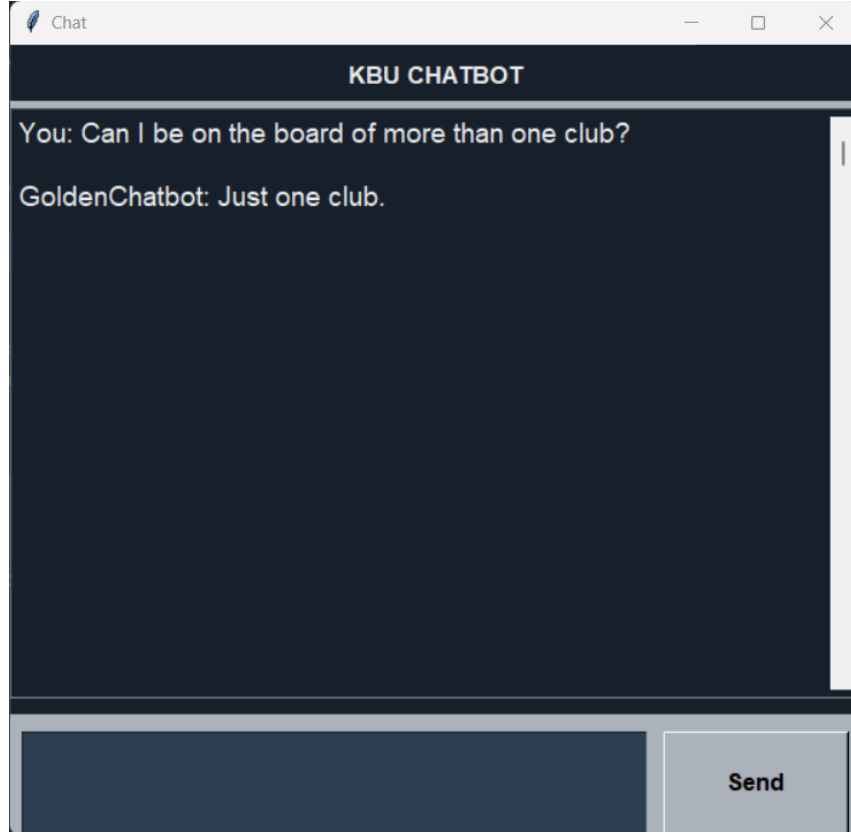 Chat
KBU CHATBOT
You: Can I be on the board of more than one club?
GoldenChatbot: Just one club.
Send